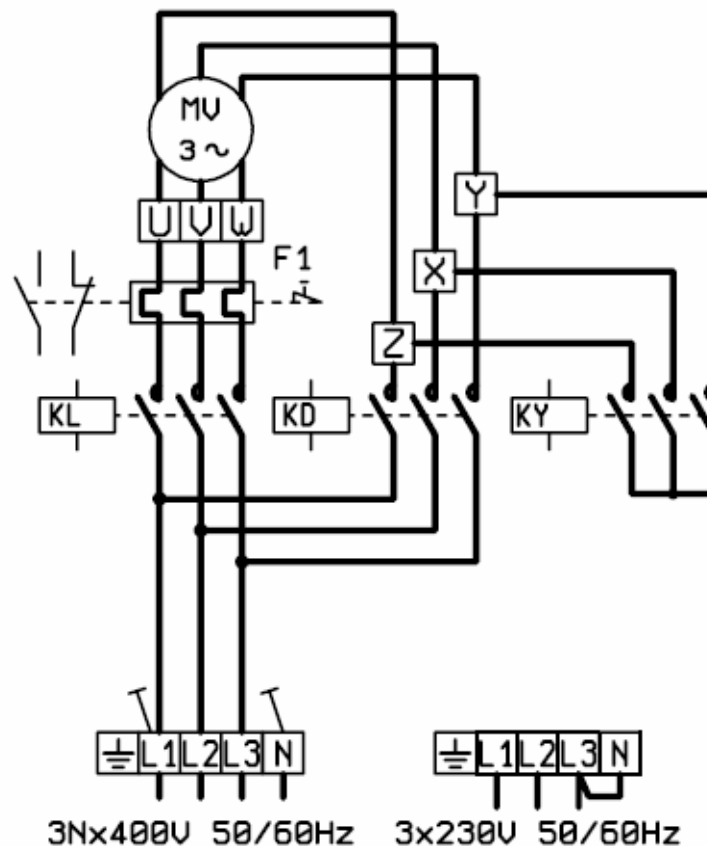 MV
3 ~
U V W
Y
F1
X
Z
KL
KD
KY
L1 L2 L3 N
L1 L2 L3 N
3Nx400V 50/60Hz
3x230V 50/60Hz